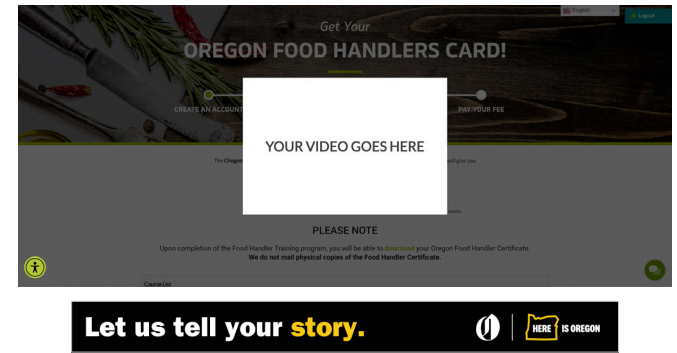 English
Logout
Get Your
OREGON FOOD HANDLERS CARD!
CREATE AN ACCOUNT
PAY YOUR FEE
YOUR VIDEO GOES HERE
The Oregon
PLEASE NOTE
Upon completion of the Food Handler Training program, you will be able to download your Oregon Food Handler Certificate.
We do not mail physical copies of the Food Handler Certificate.
Course List
Let us tell your story.
HERE IS OREGON